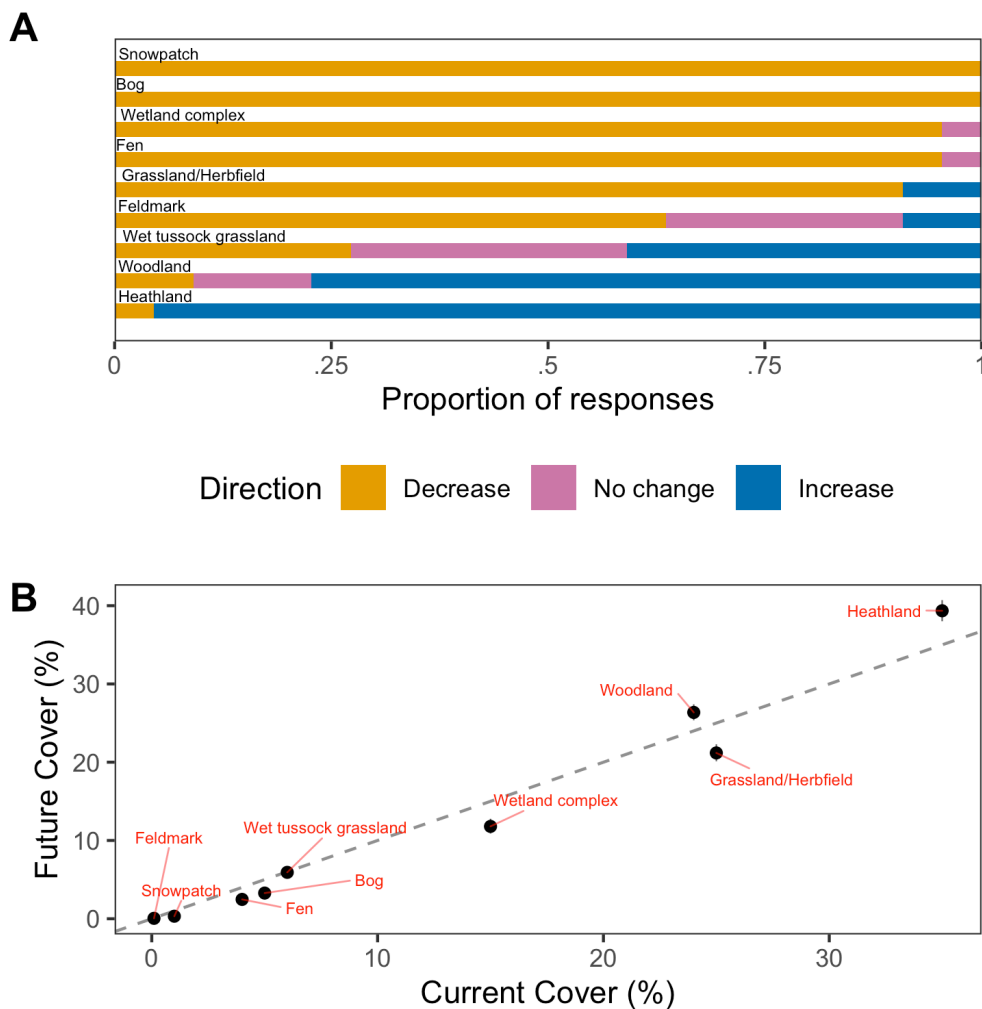 A
Snowpatch
Bog
Wetland complex
Fen
Grassland/Herbfield
Feldmark
Wet tussock grassland
Woodland
Heathland
0 .25 .5 .75 1
Proportion of responses
Direction Decrease No change Increase
B
Future Cover (%)
40
30
20
10
0
Heathland
Woodland
Grassland/Herbfield
Wetland complex
Wet tussock grassland
Feldmark
Bog
Snowpatch
Fen
0 10 20 30
Current Cover (%)